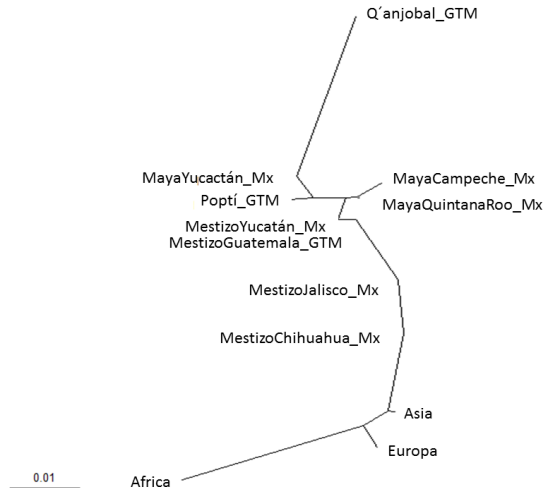 Q´anjobal_GTM
MayaYucactán_Mx
MayaCampeche_Mx
Poptí_GTM
MayaQuintanaRoo_Mx
MestizoYucatán_Mx
MestizoGuatemala_GTM
MestizoJalisco_Mx
MestizoChihuahua_Mx
Asia
Europa
0.01
Africa